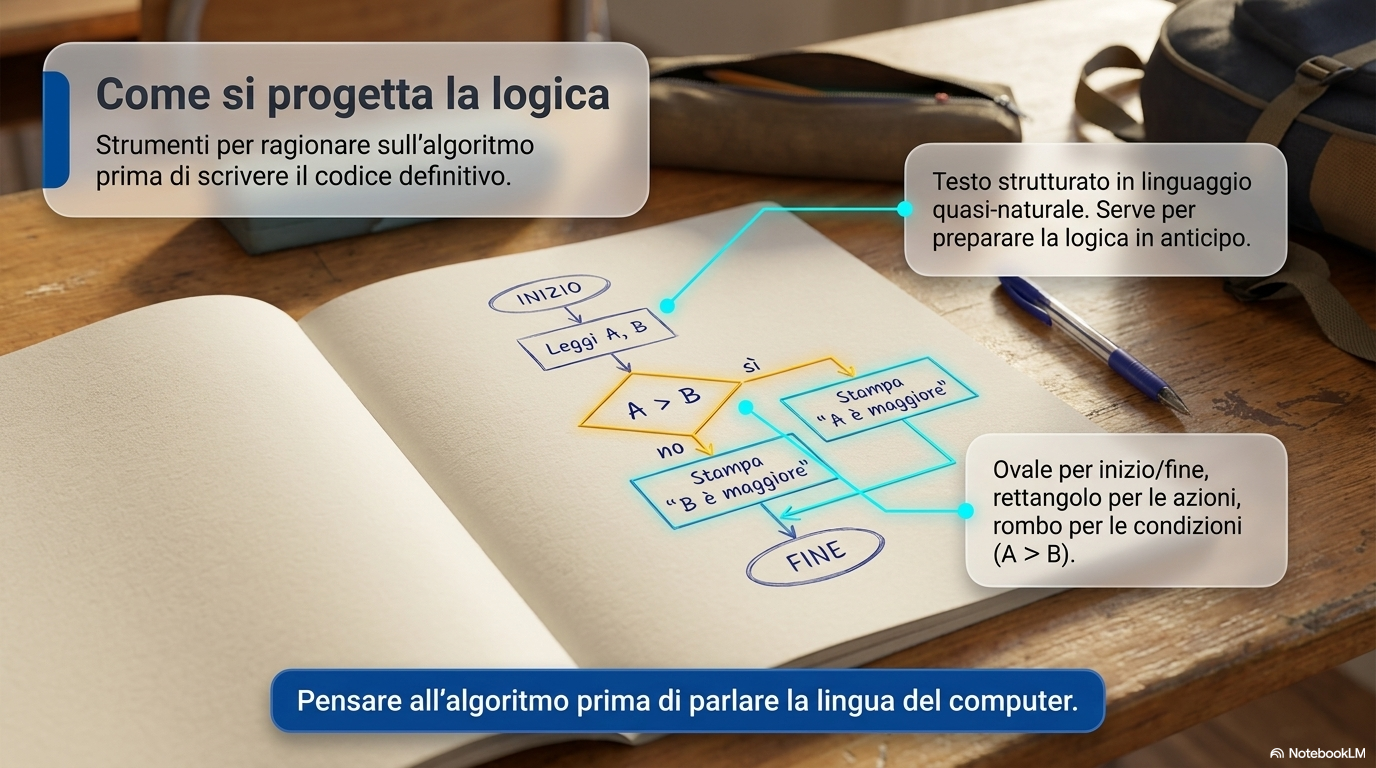 Come si progetta la logica
Strumenti per ragionare sull'algoritmo
prima di scrivere il codice definitivo.
Testo strutturato in linguaggio
quasi-naturale. Serve per
preparare la logica in anticipo.
INIZIO
Leggi A, B
A > B
sì
Stampa
"A è maggiore"
no
Stampa
"B è maggiore"
FINE
Ovale per inizio/fine,
rettangolo per le azioni,
rombo per le condizioni
(A > B).
Pensare all'algoritmo prima di parlare la lingua del computer.
NotebookLM